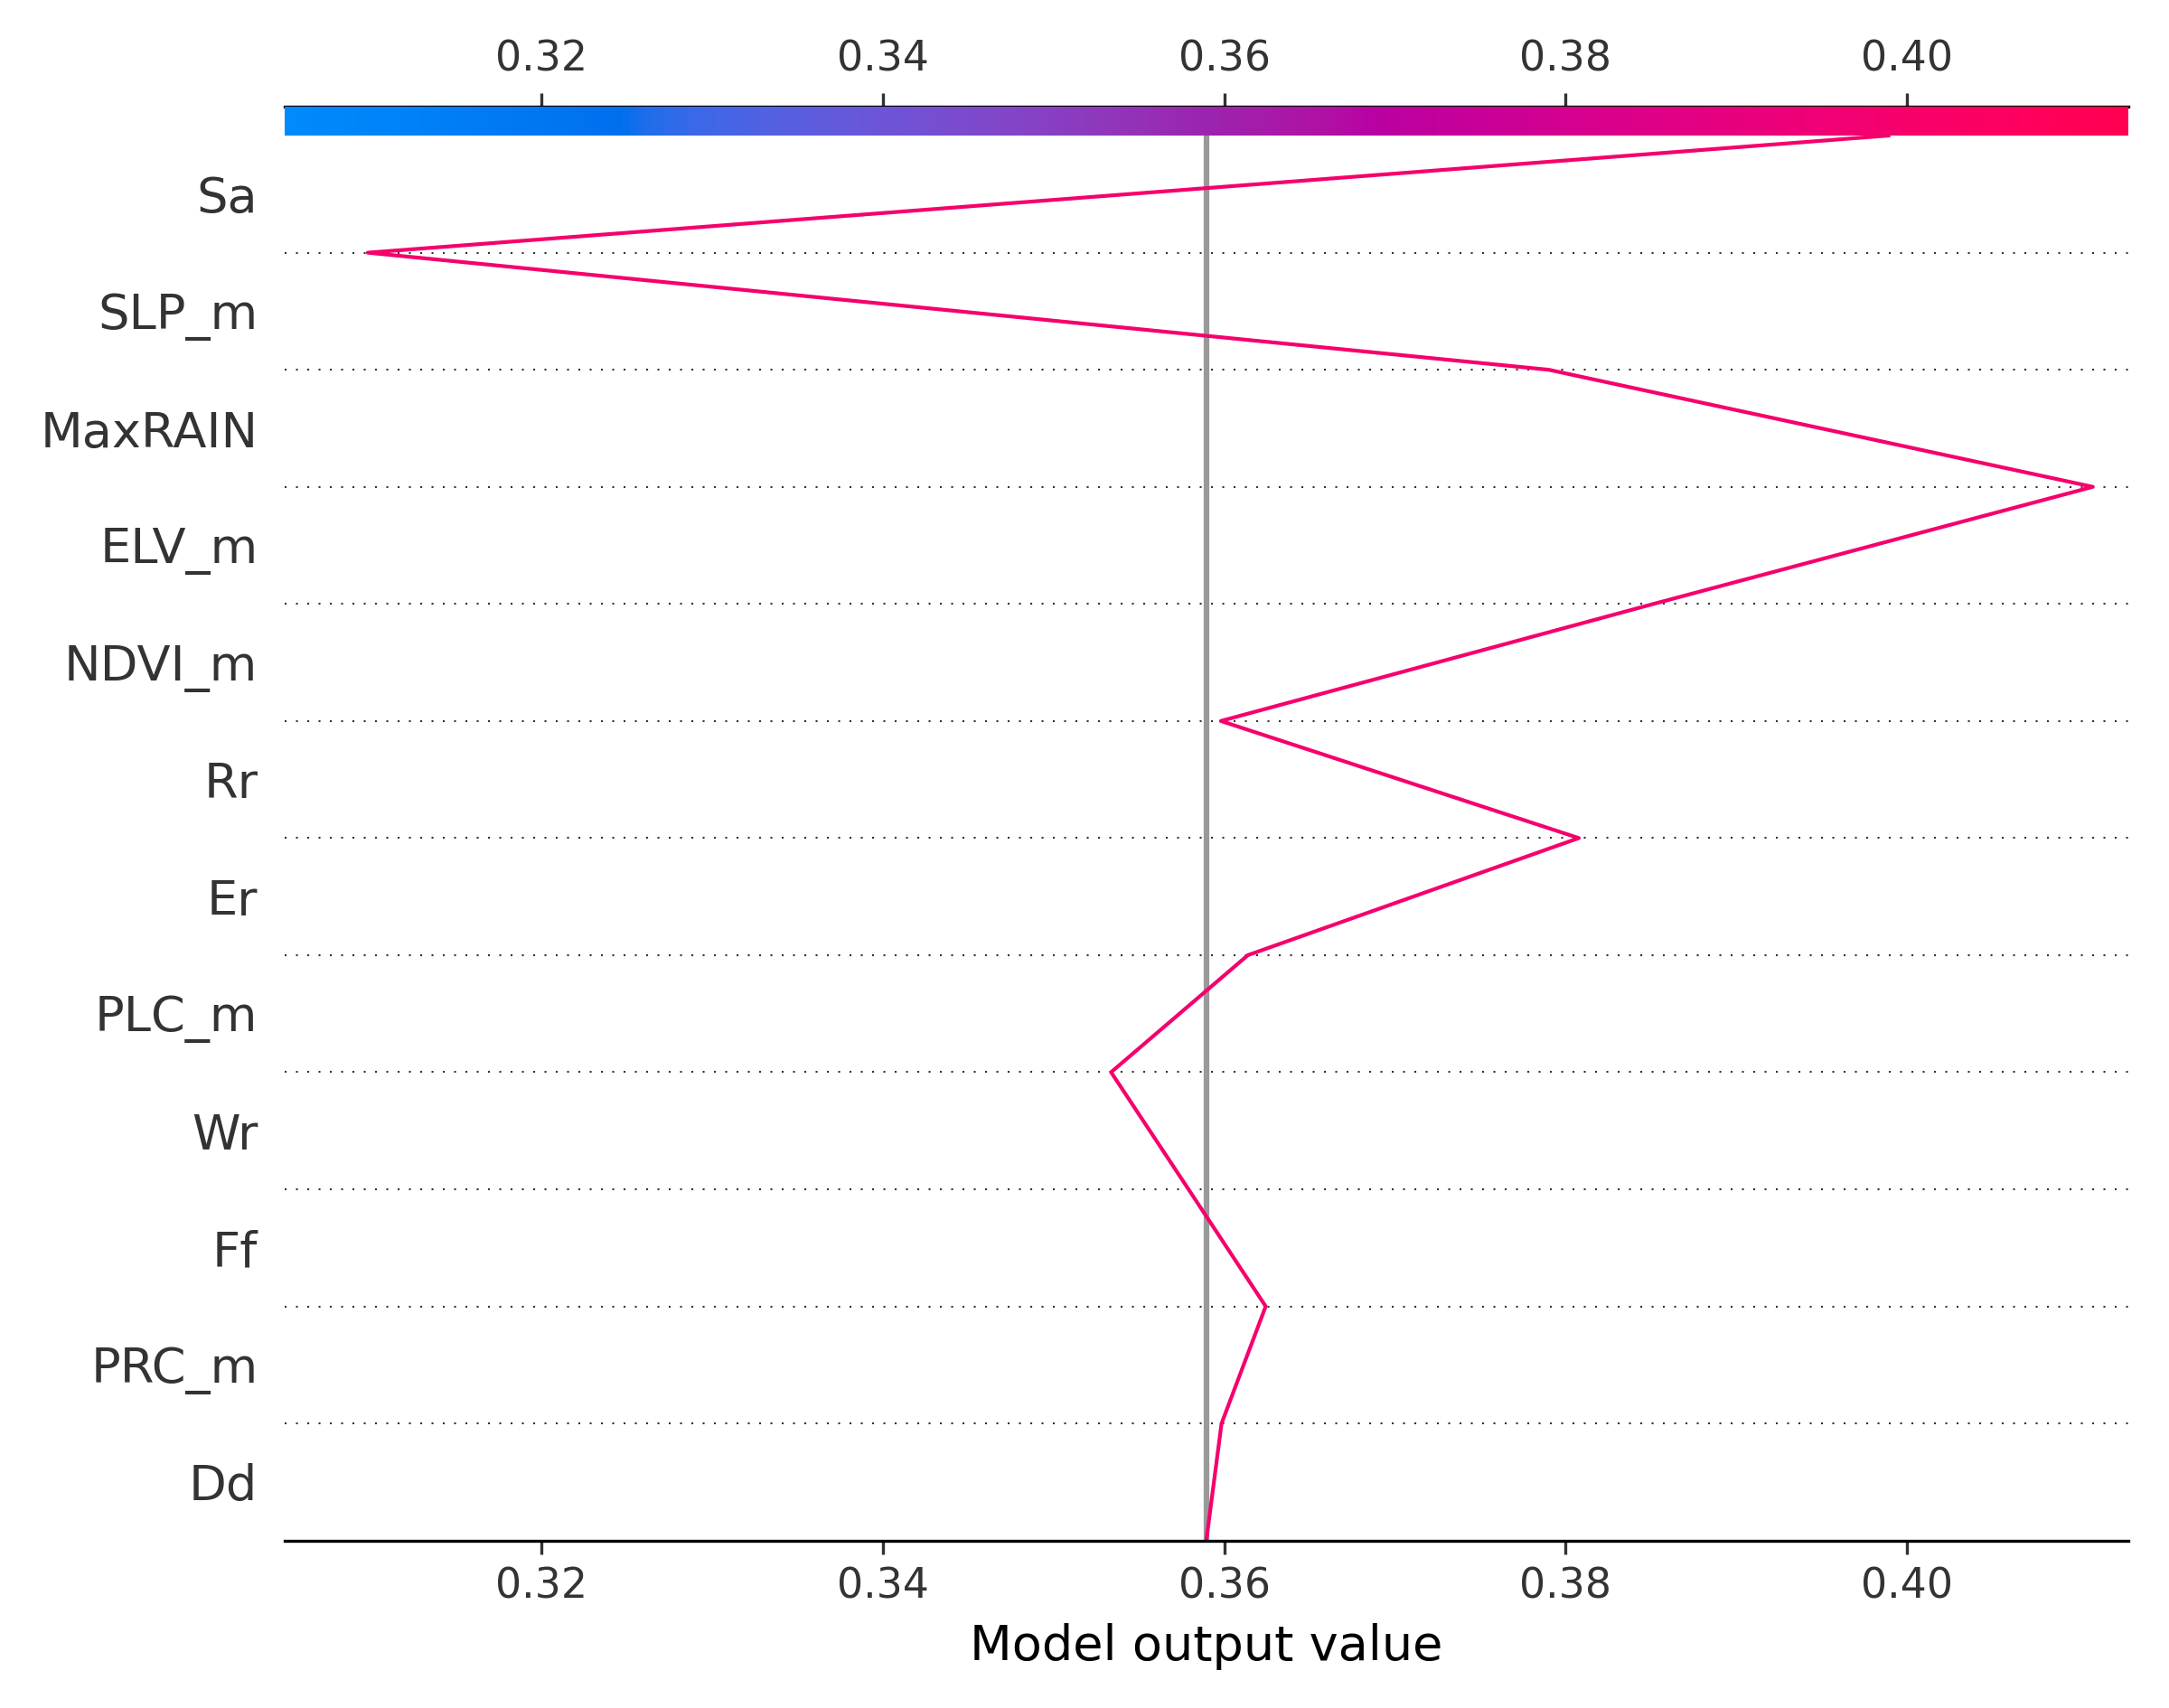 0.32 0.34 0.36 0.38 0.40
Sa
SLP_m
MaxRAIN
ELV_m
NDVI_m
Rr
Er
PLC_m
Wr
Ff
PRC_m
Dd
0.32 0.34 0.36 0.38 0.40
Model output value